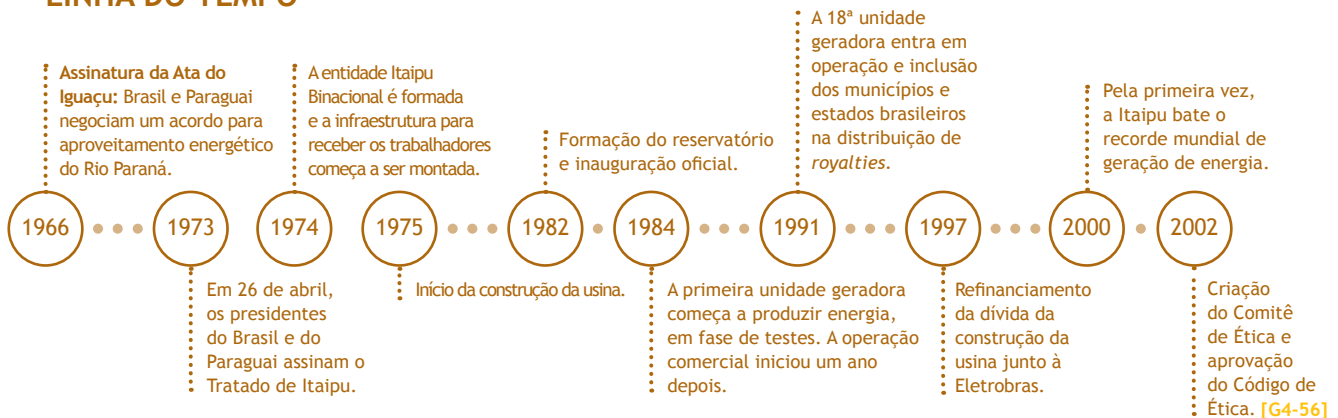 LINHA DO TEMPO
Assinatura da Ata do
Iguaçu: Brasil e Paraguai
negociam um acordo para
aproveitamento energético
do Rio Paraná.
A entidade Itaipu
Binacional é formada
e a infraestrutura para
receber os trabalhadores
começa a ser montada.
Formação do reservatório
e inauguração oficial.
A 18ª unidade
geradora entra em
operação e inclusão
dos municípios e
estados brasileiros
na distribuição de
royalties.
Pela primeira vez,
a Itaipu bate o
recorde mundial de
geração de energia.
1966 1973 1974 1975 1982 1984 1991 1997 2000 2002
Em 26 de abril,
os presidentes
do Brasil e do
Paraguai assinam o
Tratado de Itaipu.
Início da construção da usina.
A primeira unidade geradora
começa a produzir energia,
em fase de testes. A operação
comercial iniciou um ano
depois.
Refinanciamento
da dívida da
construção da
usina junto à
Eletrobras.
Criação
do Comitê
de Ética e
aprovação
do Código de
Ética. [G4-56]